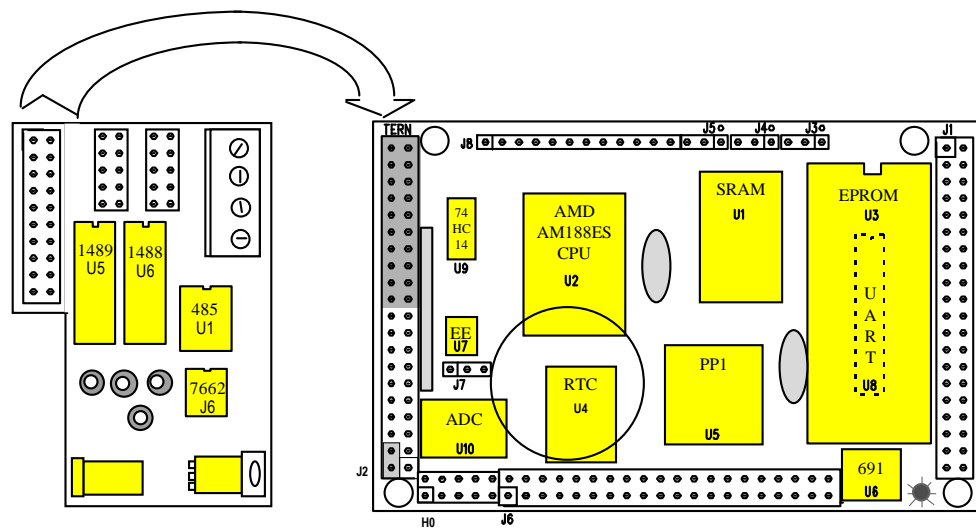 1489
U5
1488
U6
485
U1
7662
J6
TERN
J8
J5
J4
J3
J1
74
HC
14
U9
AMD
AM188ES
CPU
U2
SRAM
U1
EPROM
U3
UART
U8
EE
U7
J7
RTC
U4
PP1
U5
ADC
U10
691
U6
J2
H0
J6